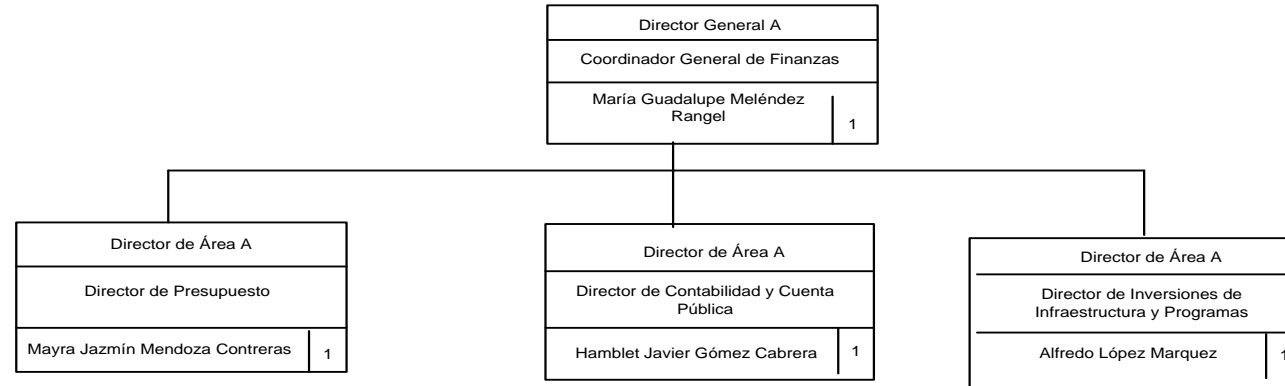 Director General A
Coordinador General de Finanzas
María Guadalupe Meléndez
Rangel
1
Director de Área A
Director de Presupuesto
Mayra Jazmín Mendoza Contreras
1
Director de Área A
Director de Contabilidad y Cuenta
Pública
Hamblet Javier Gómez Cabrera
1
Director de Área A
Director de Inversiones de
Infraestructura y Programas
Alfredo López Marquez
1